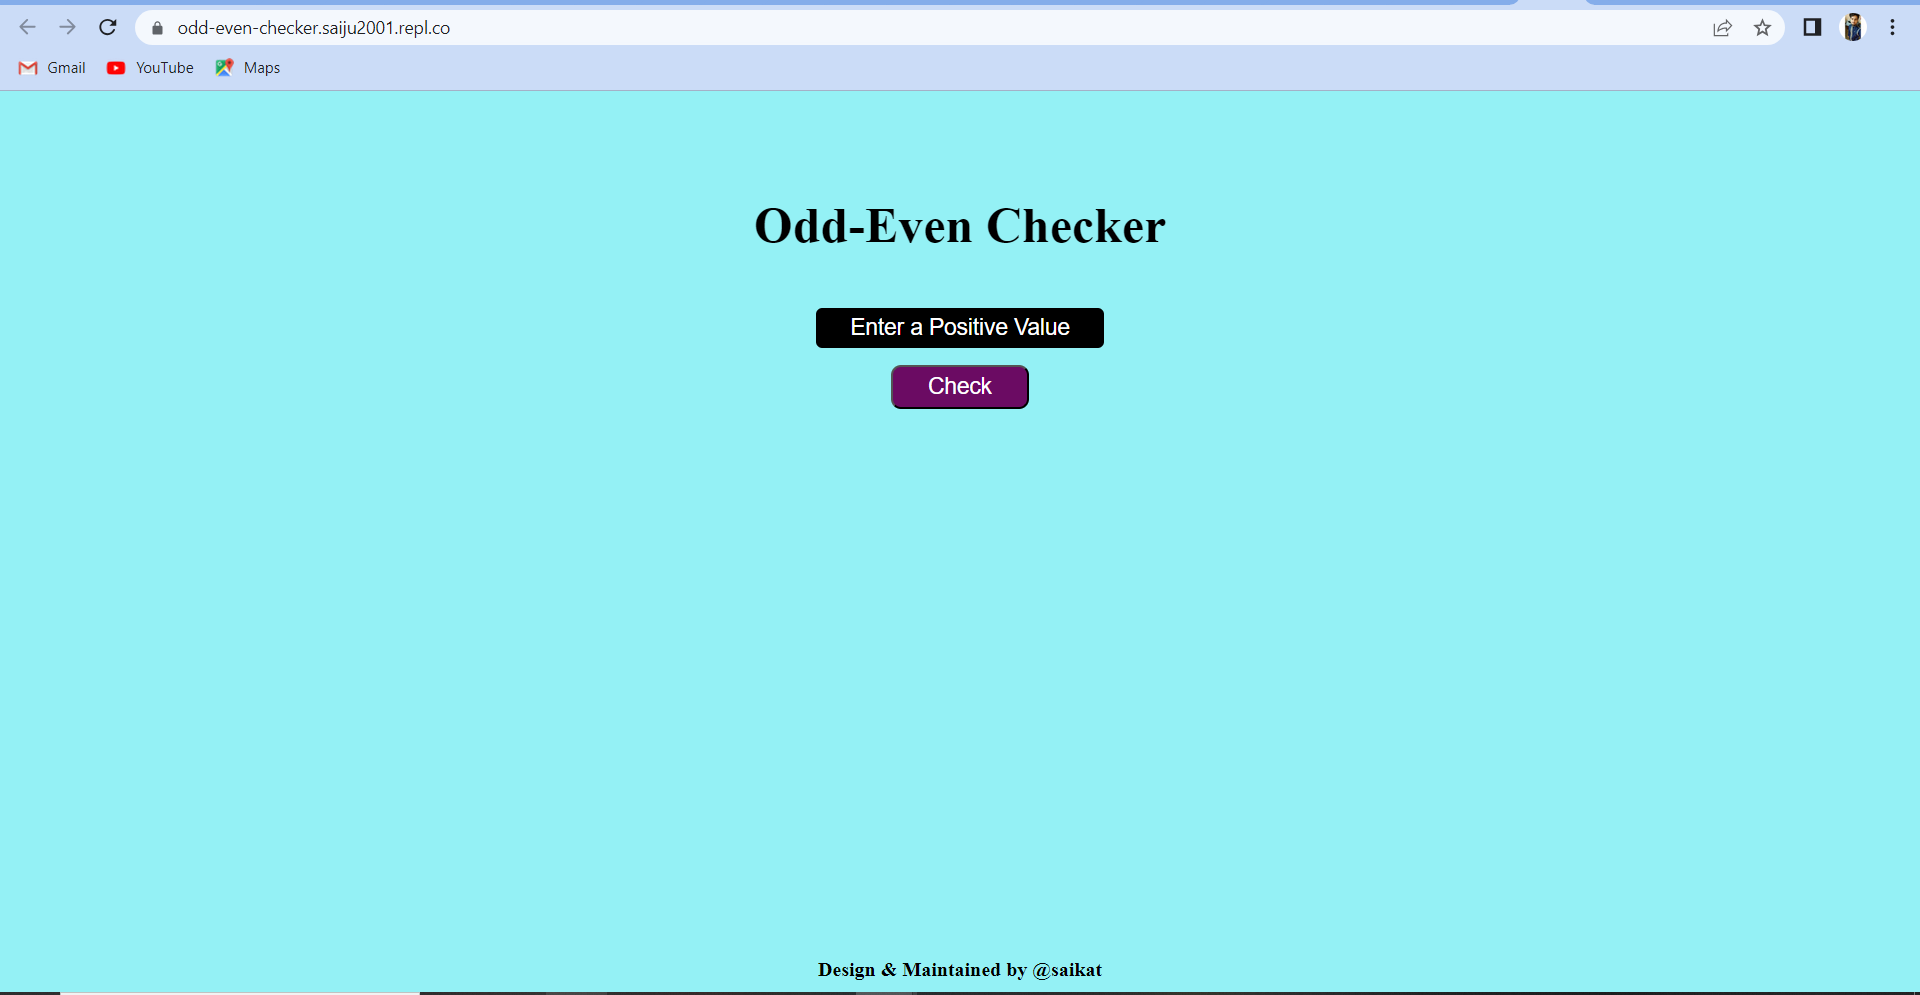 odd-even-checker.saiju2001.repl.co
Gmail YouTube Maps
Odd-Even Checker
Enter a Positive Value
Check
Design & Maintained by @saikat